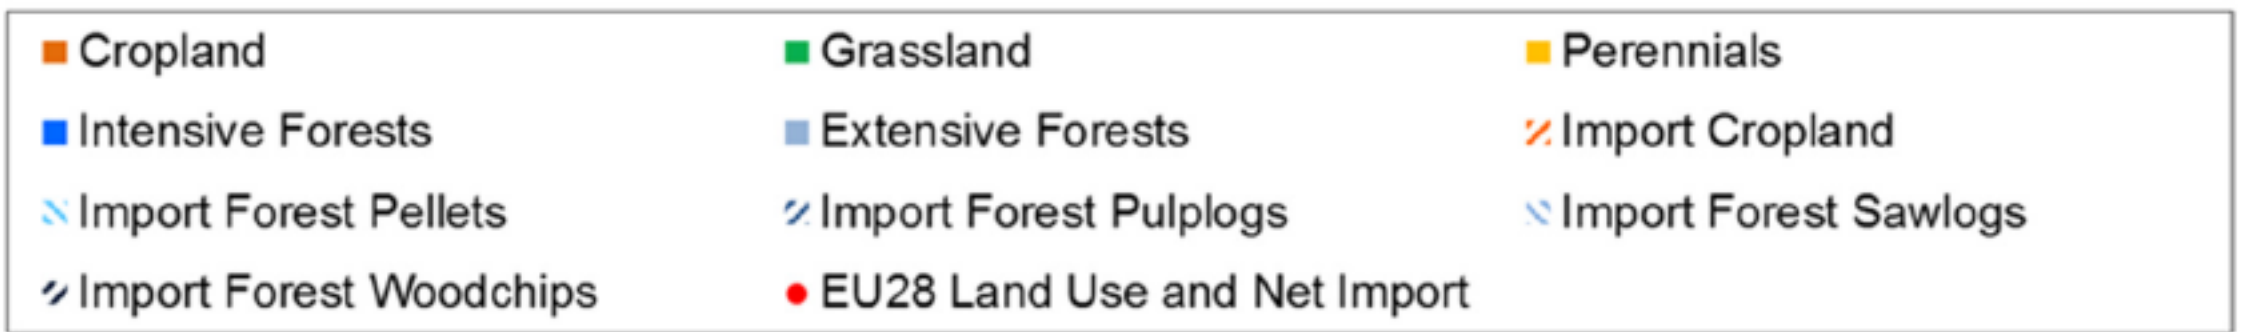 Cropland Grassland Perennials
Intensive Forests Extensive Forests Import Cropland
Import Forest Pellets Import Forest Pulplogs Import Forest Sawlogs
Import Forest Woodchips EU28 Land Use and Net Import